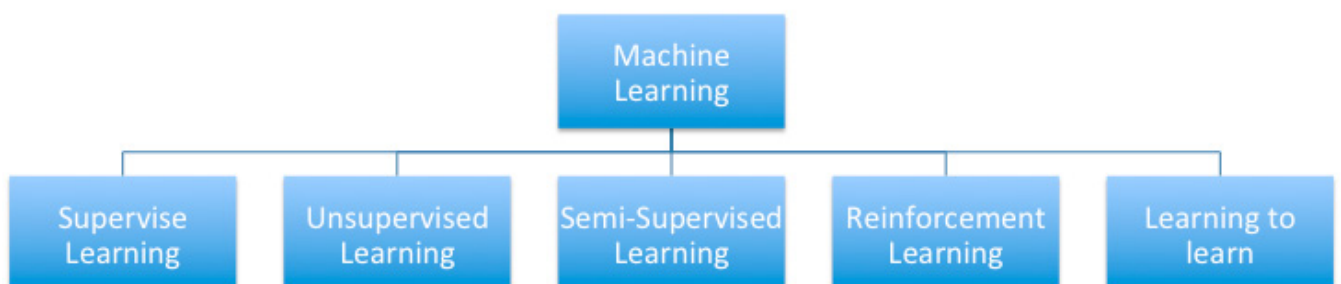 Machine
Learning
Supervise
Learning
Unsupervised
Learning
Semi-Supervised
Learning
Reinforcement
Learning
Learning to
learn